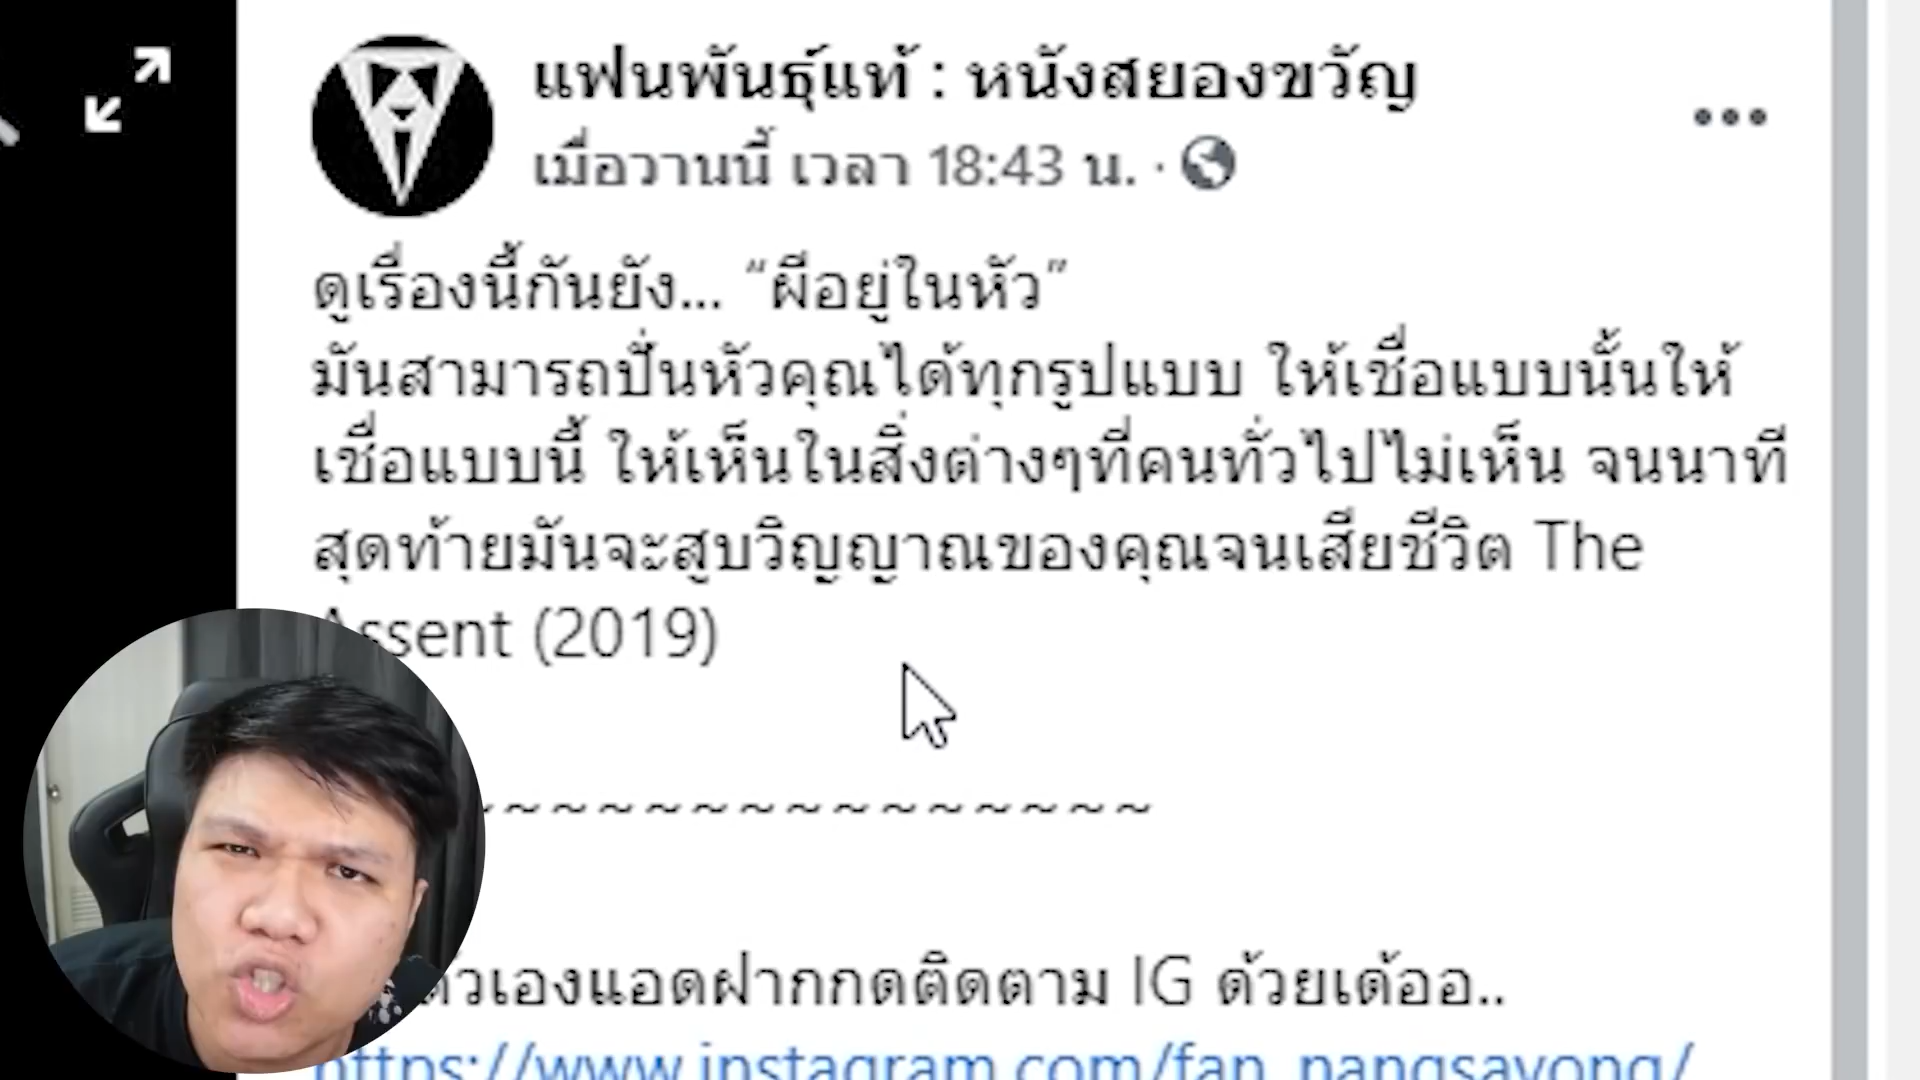 แฟนพันธุ์แท้ : หนังสยองขวัญ
เมื่อวานนี้ เวลา 18:43 น. ·
ดูเรื่องนี้กันยัง... “ผีอยู่ในหัว”
มันสามารถปั่นหัวคุณได้ทุกรูปแบบ ให้เชื่อแบบนั้นให้
เชื่อแบบนี้ ให้เห็นในสิ่งต่างๆที่คนทั่วไปไม่เห็น จนนาที
สุดท้ายมันจะสูบวิญญาณของคุณจนเสียชีวิต The
Assent (2019)
~~~~~~~~~~~~~~~
ตัวเองแอดฝากกดติดตาม IG ด้วยเด้ออ..
https://www.instagram.com/fan_nangsayong/